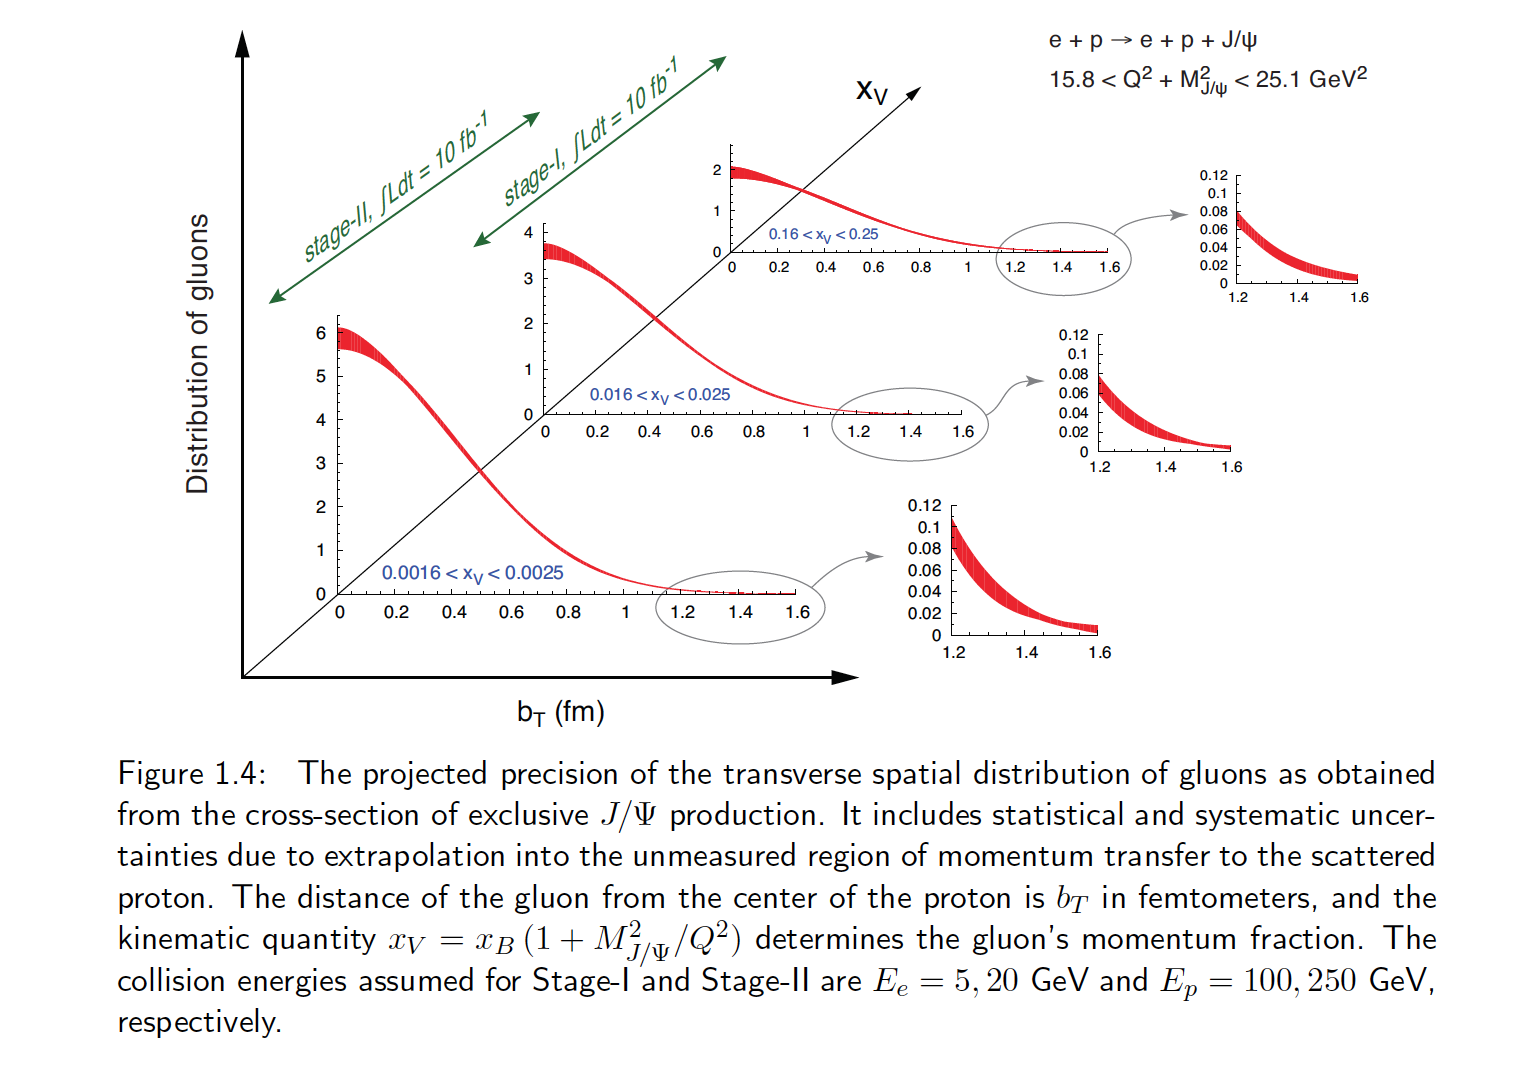 e + p → e + p + J/ψ
15.8 < Q² + M²_J/ψ < 25.1 GeV²
x_V
stage-II, ∫Ldt = 10 fb⁻¹
stage-I, ∫Ldt = 10 fb⁻¹
Distribution of gluons
2
1
0
0.16 < x_V < 0.25
0 0.2 0.4 0.6 0.8 1 1.2 1.4 1.6
0.12
0.1
0.08
0.06
0.04
0.02
0
1.2 1.4 1.6
4
3
2
1
0
0.016 < x_V < 0.025
0 0.2 0.4 0.6 0.8 1 1.2 1.4 1.6
0.12
0.1
0.08
0.06
0.04
0.02
0
1.2 1.4 1.6
6
5
4
3
2
1
0
0.0016 < x_V < 0.0025
0 0.2 0.4 0.6 0.8 1 1.2 1.4 1.6
0.12
0.1
0.08
0.06
0.04
0.02
0
1.2 1.4 1.6
b_T (fm)
Figure 1.4: The projected precision of the transverse spatial distribution of gluons as obtained
from the cross-section of exclusive J/Ψ production. It includes statistical and systematic uncer-
tainties due to extrapolation into the unmeasured region of momentum transfer to the scattered
proton. The distance of the gluon from the center of the proton is b_T in femtometers, and the
kinematic quantity x_V = x_B (1 + M²_J/Ψ/Q²) determines the gluon's momentum fraction. The
collision energies assumed for Stage-I and Stage-II are E_e = 5, 20 GeV and E_p = 100, 250 GeV,
respectively.